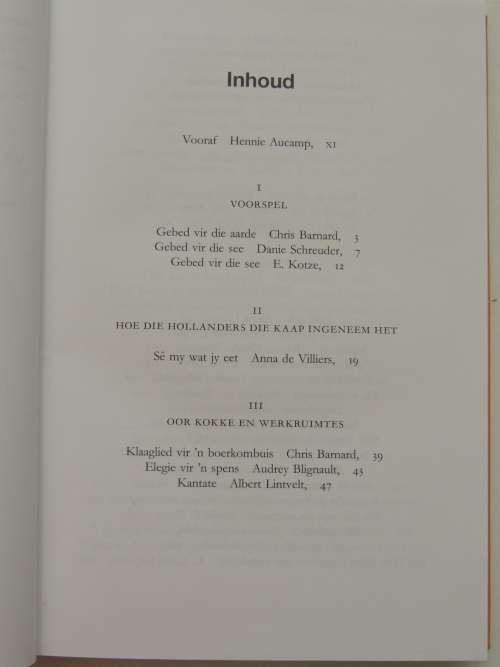 Inhoud
Vooraf Hennie Aucamp, XI
I
VOORSPEL
Gebed vir die aarde Chris Barnard, 3
Gebed vir die see Danie Schreuder, 7
Gebed vir die see E. Kotze, 12
II
HOE DIE HOLLANDERS DIE KAAP INGENEEM HET
Sê my wat jy eet Anna de Villiers, 19
III
OOR KOKKE EN WERKRUIMTES
Klaaglied vir 'n boerkombuis Chris Barnard, 39
Elegie vir 'n spens Audrey Blignault, 43
Kantate Albert Lintvelt, 47